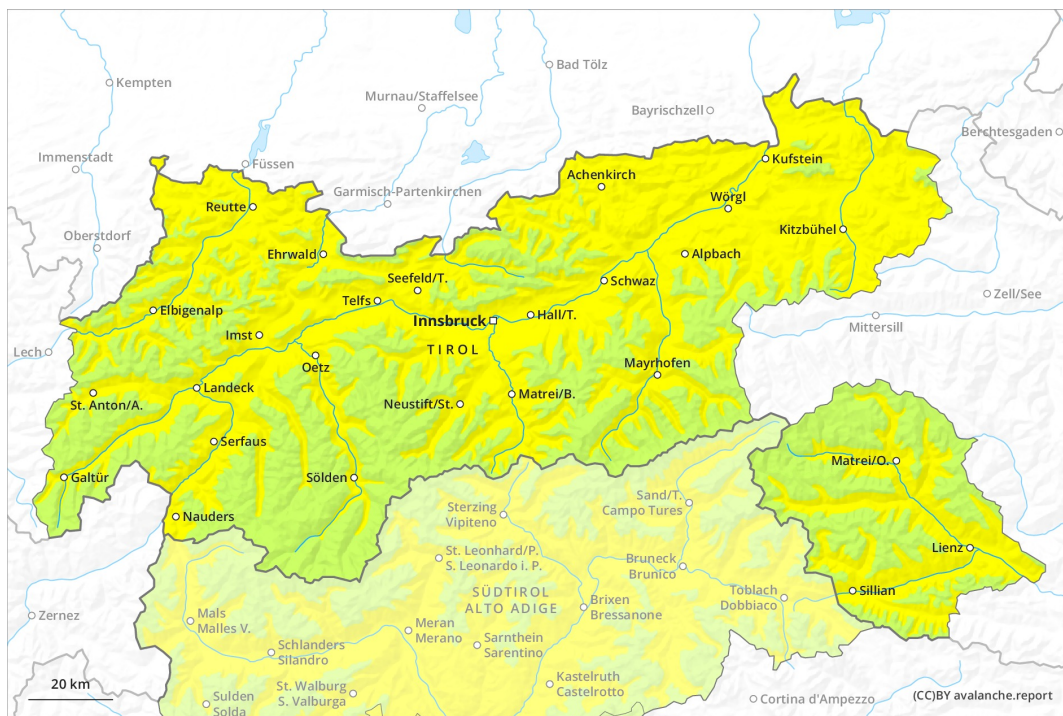 Kempten
Bad Tölz
Murnau/Staffelsee
Bayrischzell
Berchtesgaden
Immenstadt
Füssen
Kufstein
Achenkirch
Garmisch-Partenkirchen
Wörgl
Reutte
Oberstdorf
Kitzbühel
Ehrwald
Alpbach
Seefeld/T.
Schwaz
Telfs
Zell/See
Elbigenalp
Innsbruck
Hall/T.
Mittersill
Imst
Lech
TIROL
Oetz
Mayrhofen
Landeck
St. Anton/A.
Neustift/St.
Matrei/B.
Serfaus
Matrei/O.
Galtür
Sölden
Sand/T.
Campo Tures
Sterzing
Vipiteno
Nauders
Lienz
St. Leonhard/P.
S. Leonardo i. P.
Bruneck
Brunico
SÜDTIROL
ALTO ADIGE
Sillian
Toblach
Dobbiaco
Brixen
Bressanone
Zernez
Mals
Malles V.
Meran
Merano
Sarnthein
Sarentino
Schlanders
Silandro
20 km
St. Walburg
S. Valburga
Kastelruth
Castelrotto
Sulden
Solda
Cortina d'Ampezzo
(CC)BY avalanche.report